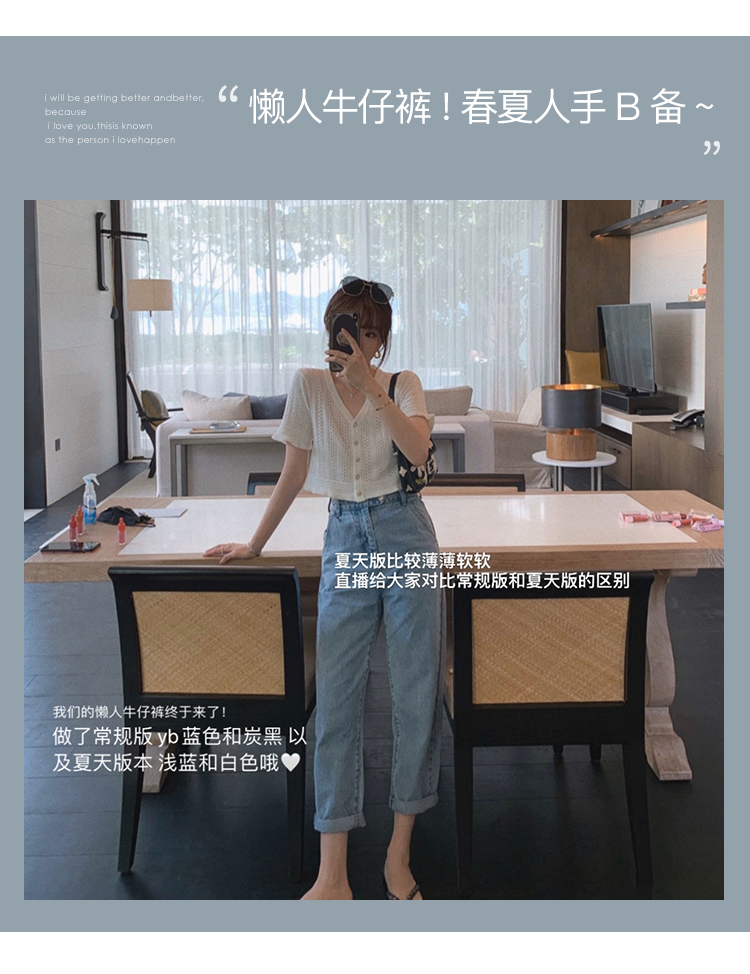 i will be getting better andbetter,
because
i love you.thisis known
as the person i lovehappen
“ 懒人牛仔裤！春夏人手 B 备 ~
”
夏天版比较薄薄软软
直播给大家对比常规版和夏天版的区别
我们的懒人牛仔裤终于来了！
做了常规版 yb 蓝色和炭黑 以
及夏天版本 浅蓝和白色哦🤍